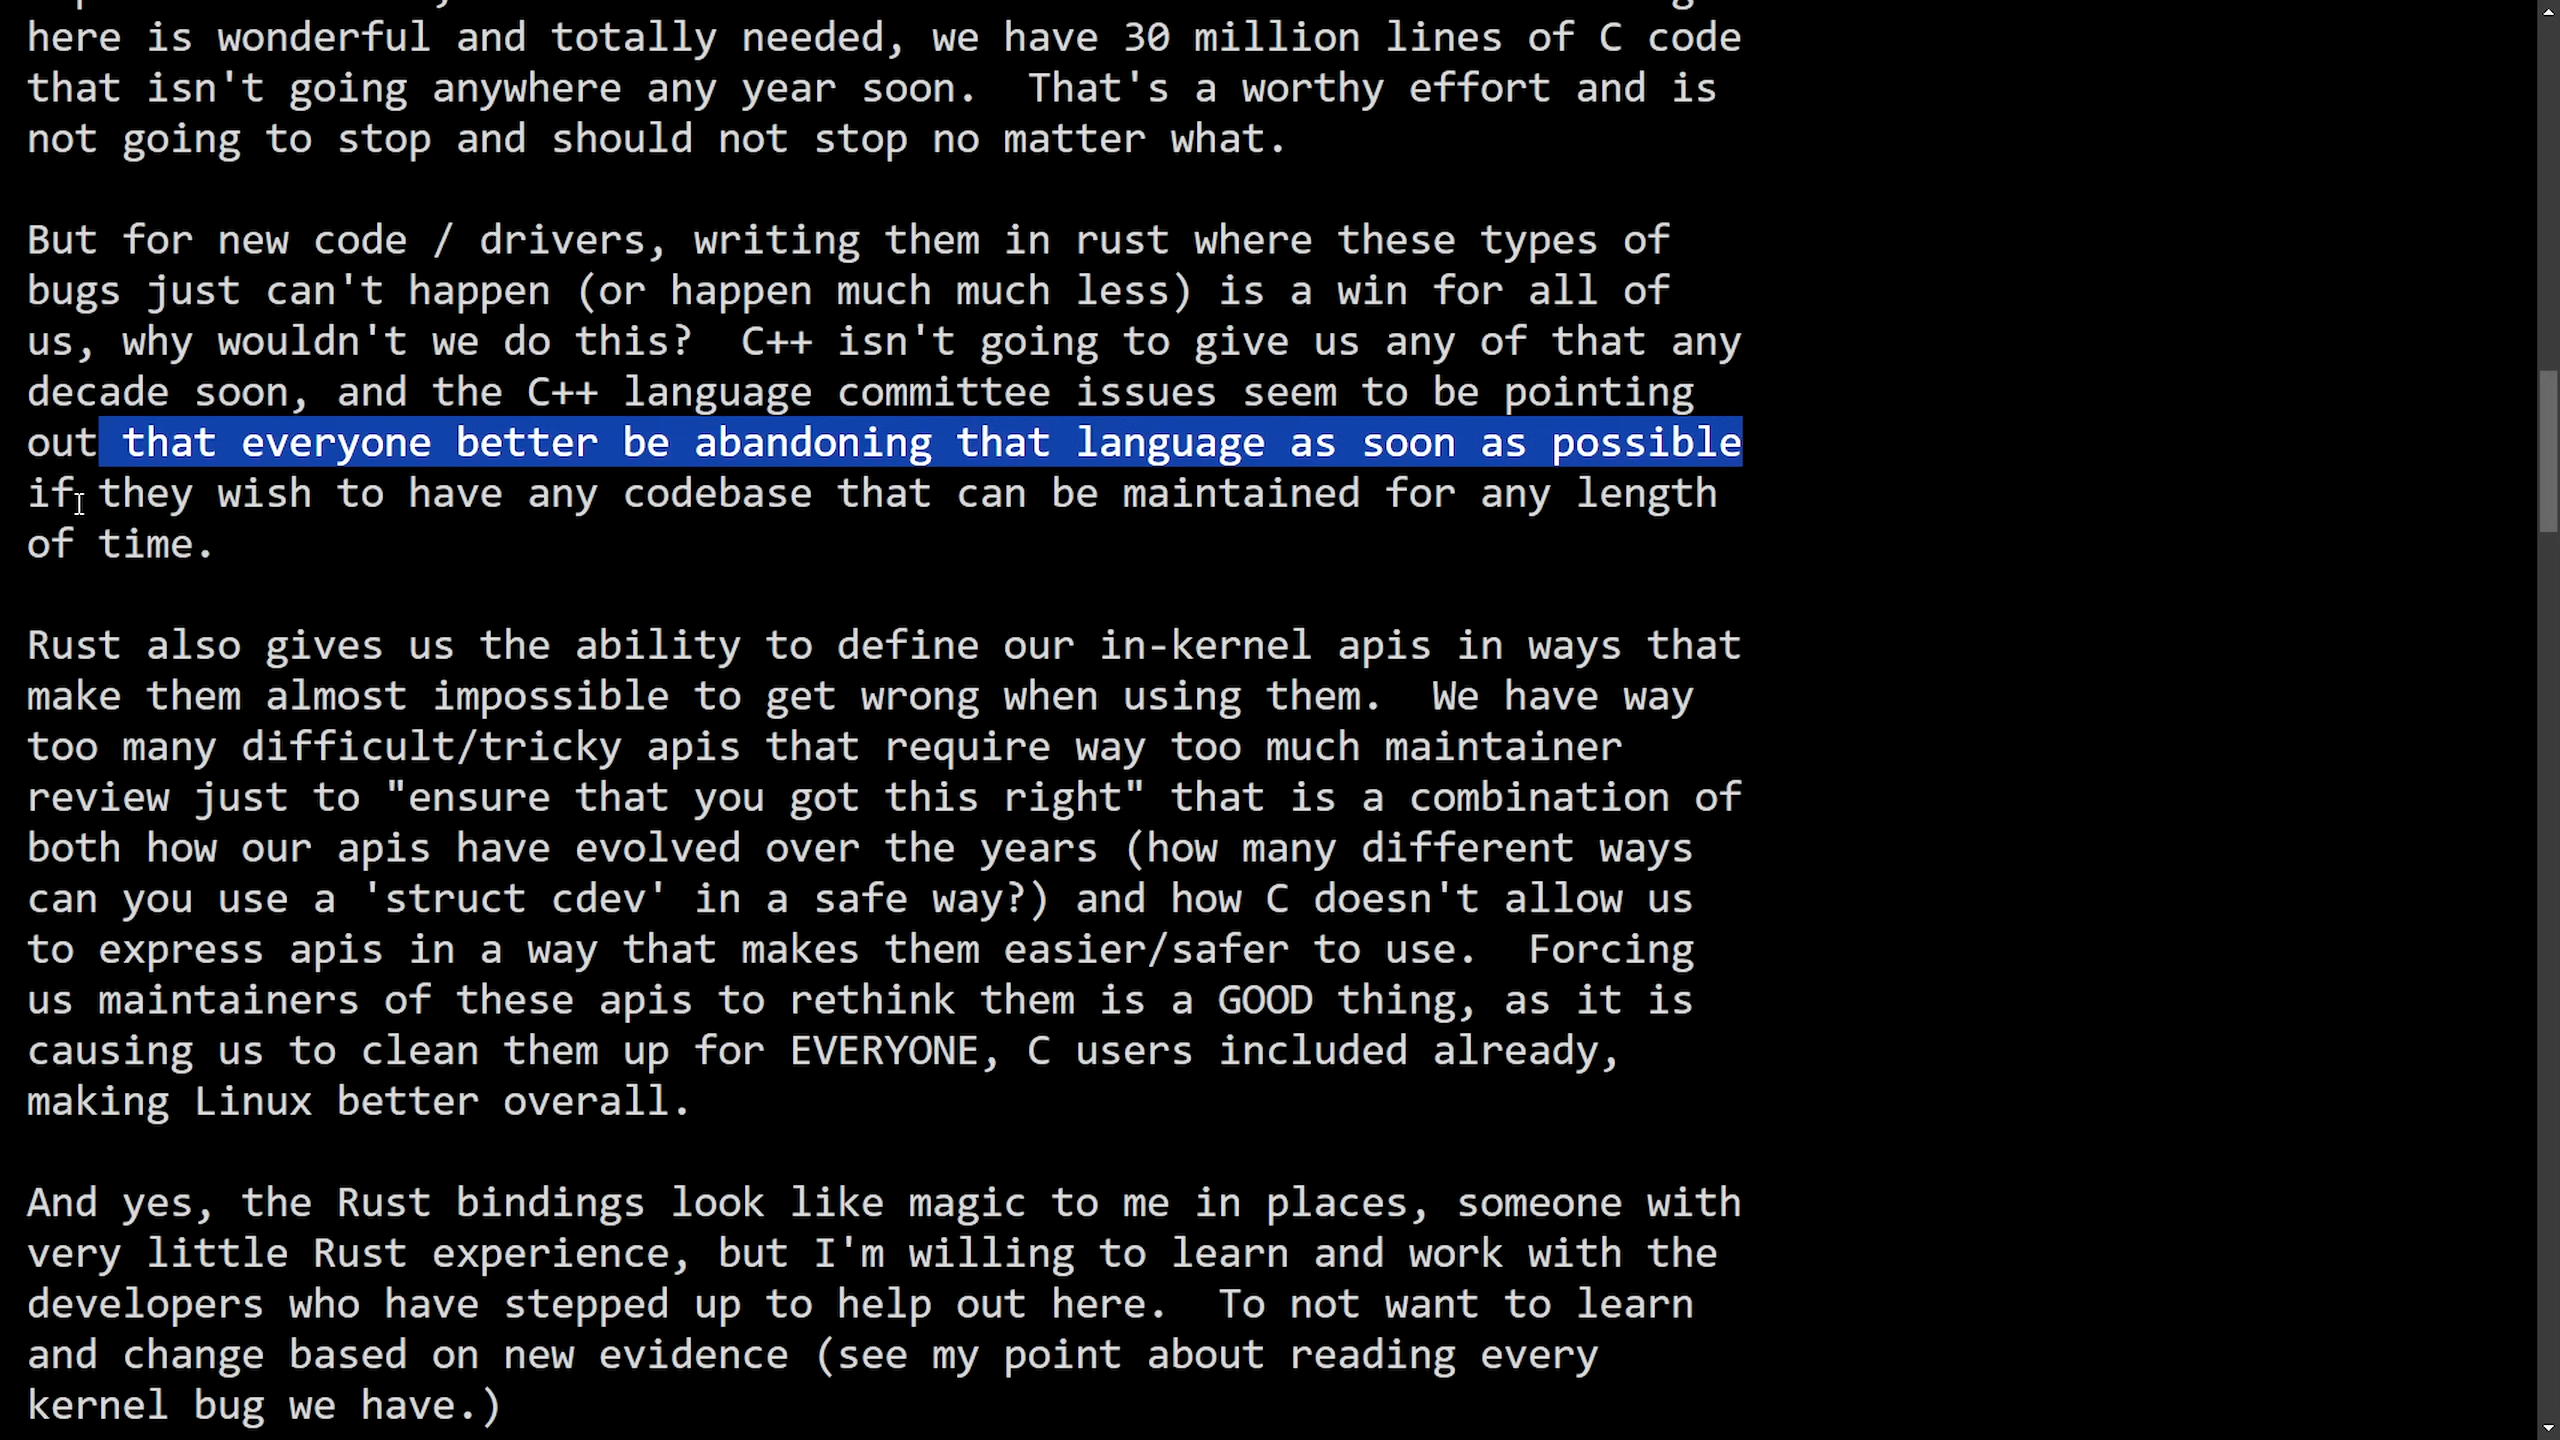 here is wonderful and totally needed, we have 30 million lines of C code
that isn't going anywhere any year soon.  That's a worthy effort and is
not going to stop and should not stop no matter what.
But for new code / drivers, writing them in rust where these types of
bugs just can't happen (or happen much much less) is a win for all of
us, why wouldn't we do this?  C++ isn't going to give us any of that any
decade soon, and the C++ language committee issues seem to be pointing
out that everyone better be abandoning that language as soon as possible
if they wish to have any codebase that can be maintained for any length
of time.
Rust also gives us the ability to define our in-kernel apis in ways that
make them almost impossible to get wrong when using them.  We have way
too many difficult/tricky apis that require way too much maintainer
review just to "ensure that you got this right" that is a combination of
both how our apis have evolved over the years (how many different ways
can you use a 'struct cdev' in a safe way?) and how C doesn't allow us
to express apis in a way that makes them easier/safer to use.  Forcing
us maintainers of these apis to rethink them is a GOOD thing, as it is
causing us to clean them up for EVERYONE, C users included already,
making Linux better overall.
And yes, the Rust bindings look like magic to me in places, someone with
very little Rust experience, but I'm willing to learn and work with the
developers who have stepped up to help out here.  To not want to learn
and change based on new evidence (see my point about reading every
kernel bug we have.)